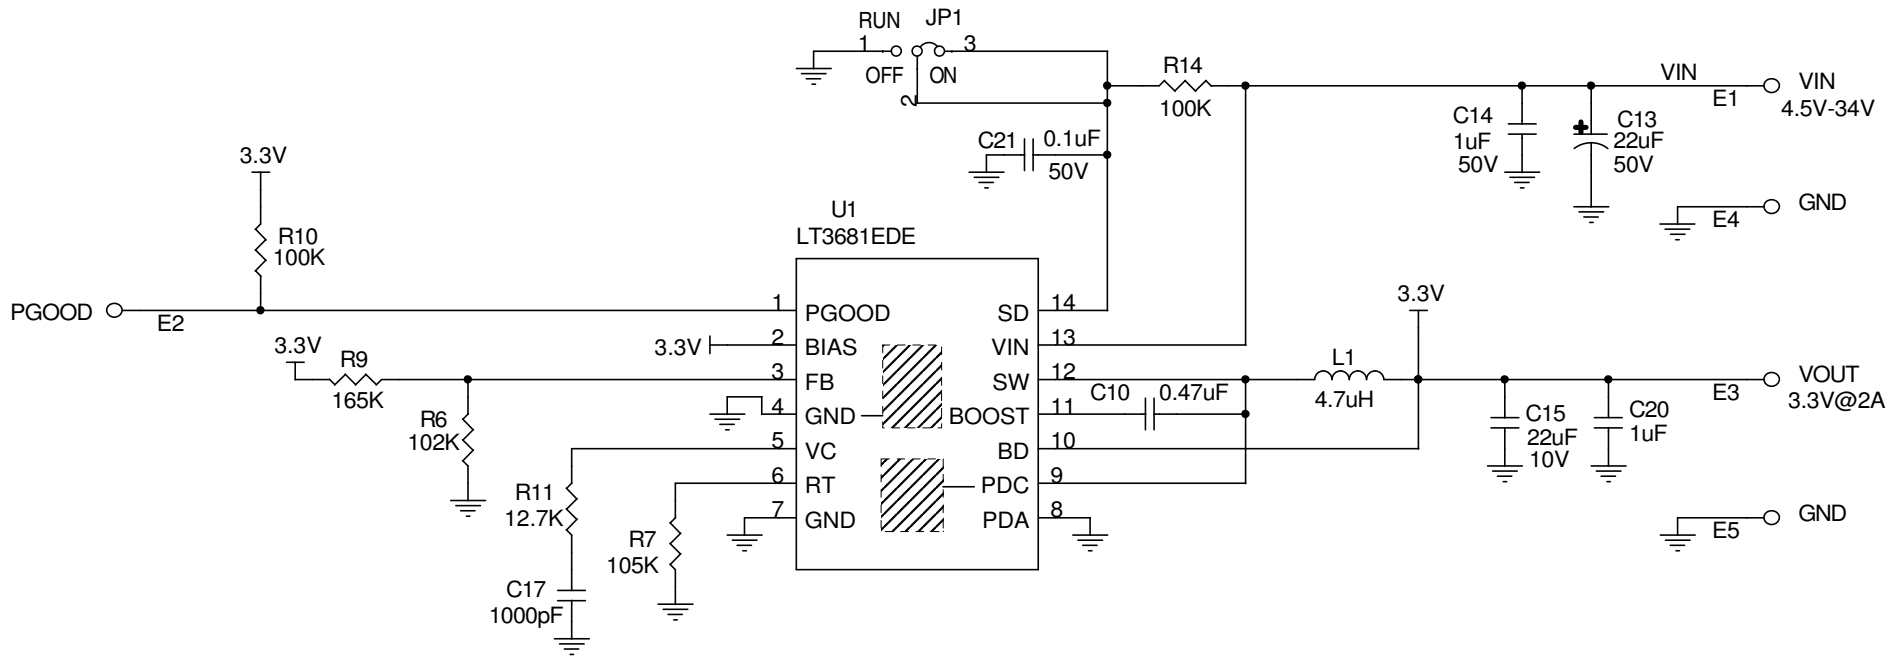 RUN JP1
1 3
OFF ON
2
R14
100K
VIN
E1
VIN
4.5V-34V
C21 0.1uF
50V
C14
1uF
50V
+
C13
22uF
50V
3.3V
R10
100K
GND
E4
U1
LT3681EDE
PGOOD
E2
1 PGOOD
2 BIAS
3 FB
4 GND
5 VC
6 RT
7 GND
SD 14
VIN 13
SW 12
BOOST 11
BD 10
PDC 9
PDA 8
3.3V
3.3V
R9
165K
R6
102K
R11
12.7K
C17
1000pF
R7
105K
C10 0.47uF
L1
4.7uH
3.3V
C15
22uF
10V
C20
1uF
E3
VOUT
3.3V@2A
GND
E5